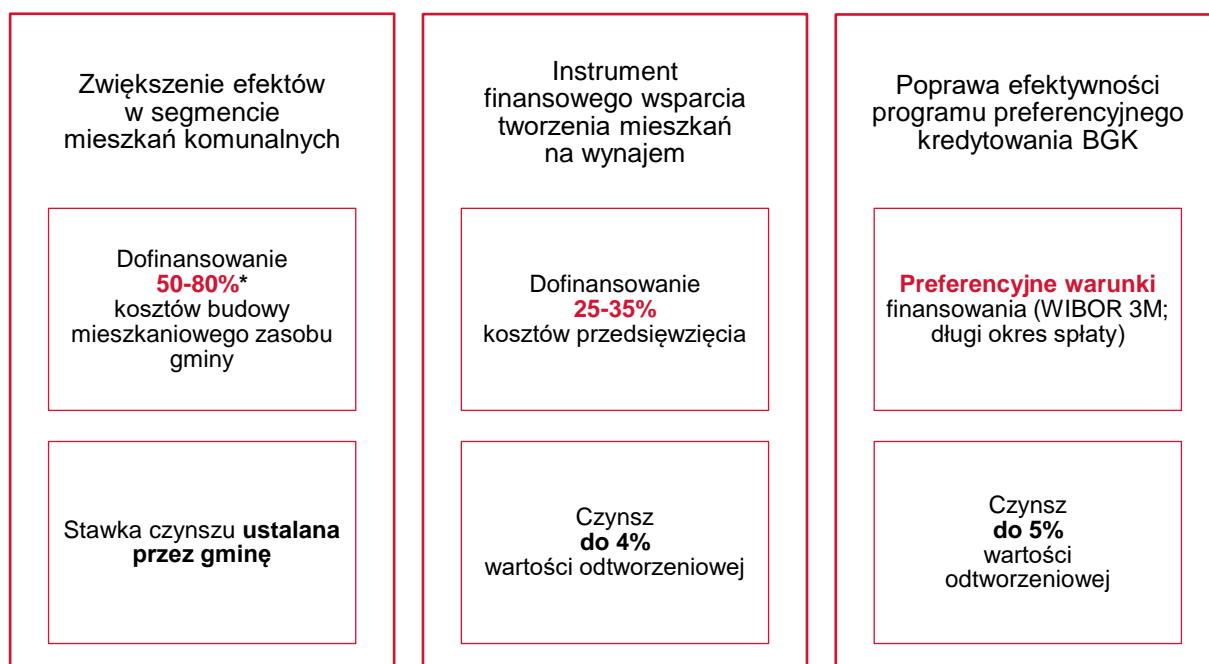 Zwiększenie efektów
w segmencie
mieszkań komunalnych
Dofinansowanie
50-80%*
kosztów budowy
mieszkaniowego zasobu
gminy
Stawka czynszu ustalana
przez gminę
Instrument
finansowego wsparcia
tworzenia mieszkań
na wynajem
Dofinansowanie
25-35%
kosztów przedsięwzięcia
Czynsz
do 4%
wartości odtworzeniowej
Poprawa efektywności
programu preferencyjnego
kredytowania BGK
Preferencyjne warunki
finansowania (WIBOR 3M;
długi okres spłaty)
Czynsz
do 5%
wartości
odtworzeniowej